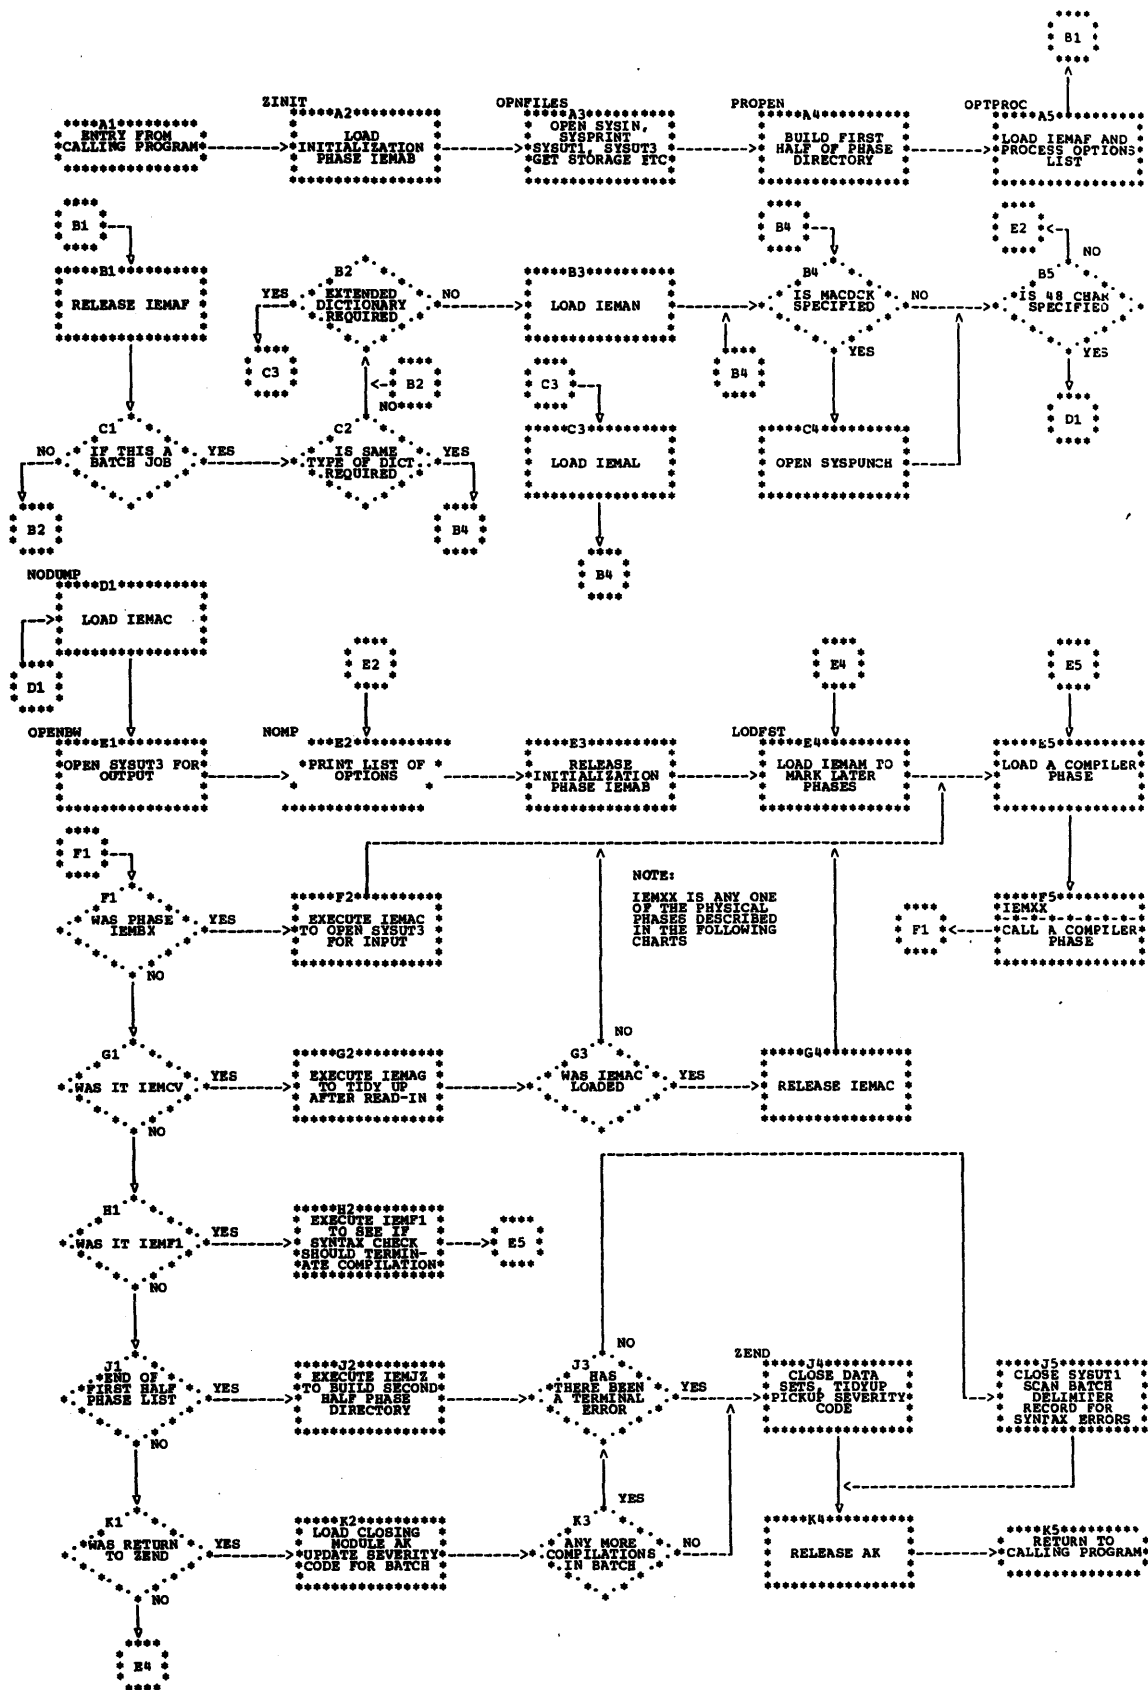 B1
ZINIT
OPNFILES
PROPEN
OPTPROC
A1
ENTRY FROM
CALLING PROGRAM
A2
LOAD
INITIALIZATION
PHASE IEMAB
A3
OPEN SYSIN,
SYSPRINT
SYSUT1, SYSUT3
GET STORAGE ETC
A4
BUILD FIRST
HALF OF PHASE
DIRECTORY
A5
LOAD IEMAF AND
PROCESS OPTIONS
LIST
B1
B4
E2
B1
RELEASE IEMAF
B2
EXTENDED
DICTIONARY
REQUIRED
YES
NO
B3
LOAD IEMAN
B4
IS MACDCK
SPECIFIED
NO
YES
B5
IS 48 CHAR
SPECIFIED
NO
YES
C3
B2
C3
B4
D1
C1
IF THIS A
BATCH JOB
NO
YES
C2
IS SAME
TYPE OF DICT
REQUIRED
NO
YES
C3
LOAD IEMAL
C4
OPEN SYSPUNCH
B2
B4
B4
NODUMP
D1
LOAD IEMAC
D1
E2
E4
E5
OPENBW
E1
OPEN SYSUT3 FOR
OUTPUT
NOMP
E2
PRINT LIST OF
OPTIONS
E3
RELEASE
INITIALIZATION
PHASE IEMAB
LODFST
E4
LOAD IEMAM TO
MARK LATER
PHASES
E5
LOAD A COMPILER
PHASE
F1
F1
WAS PHASE
IEMBX
YES
NO
F2
EXECUTE IEMAC
TO OPEN SYSUT3
FOR INPUT
NOTE:
IEMXX IS ANY ONE
OF THE PHYSICAL
PHASES DESCRIBED
IN THE FOLLOWING
CHARTS
F1
F5
IEMXX
CALL A COMPILER
PHASE
G1
WAS IT IEMCV
YES
NO
G2
EXECUTE IEMAG
TO TIDY UP
AFTER READ-IN
G3
WAS IEMAC
LOADED
NO
YES
G4
RELEASE IEMAC
H1
WAS IT IEMF1
YES
NO
H2
EXECUTE IEMF1
TO SEE IF
SYNTAX CHECK
SHOULD TERMIN-
ATE COMPILATION
E5
J1
END OF
FIRST HALF
PHASE LIST
YES
NO
J2
EXECUTE IEMJZ
TO BUILD SECOND
HALF PHASE
DIRECTORY
J3
HAS
THERE BEEN
A TERMINAL
ERROR
NO
YES
ZEND
J4
CLOSE DATA
SETS, TIDYUP
PICKUP SEVERITY
CODE
J5
CLOSE SYSUT1
SCAN BATCH
DELIMITER
RECORD FOR
SYNTAX ERRORS
K1
WAS RETURN
TO ZEND
YES
NO
K2
LOAD CLOSING
MODULE AK
UPDATE SEVERITY
CODE FOR BATCH
K3
ANY MORE
COMPILATIONS
IN BATCH
YES
NO
K4
RELEASE AK
K5
RETURN TO
CALLING PROGRAM
E4